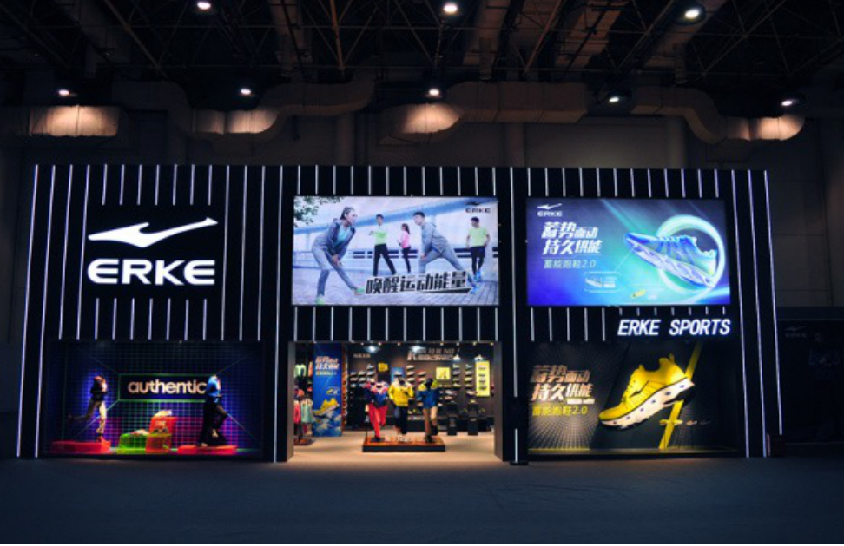 ERKE
ERKE
唤醒运动能量
ERKE
蓄势而动
持久供能
蓄能跑鞋2.0
ERKE SPORTS
authentic
蓄势而动
持久供能
蓄能跑鞋2.0